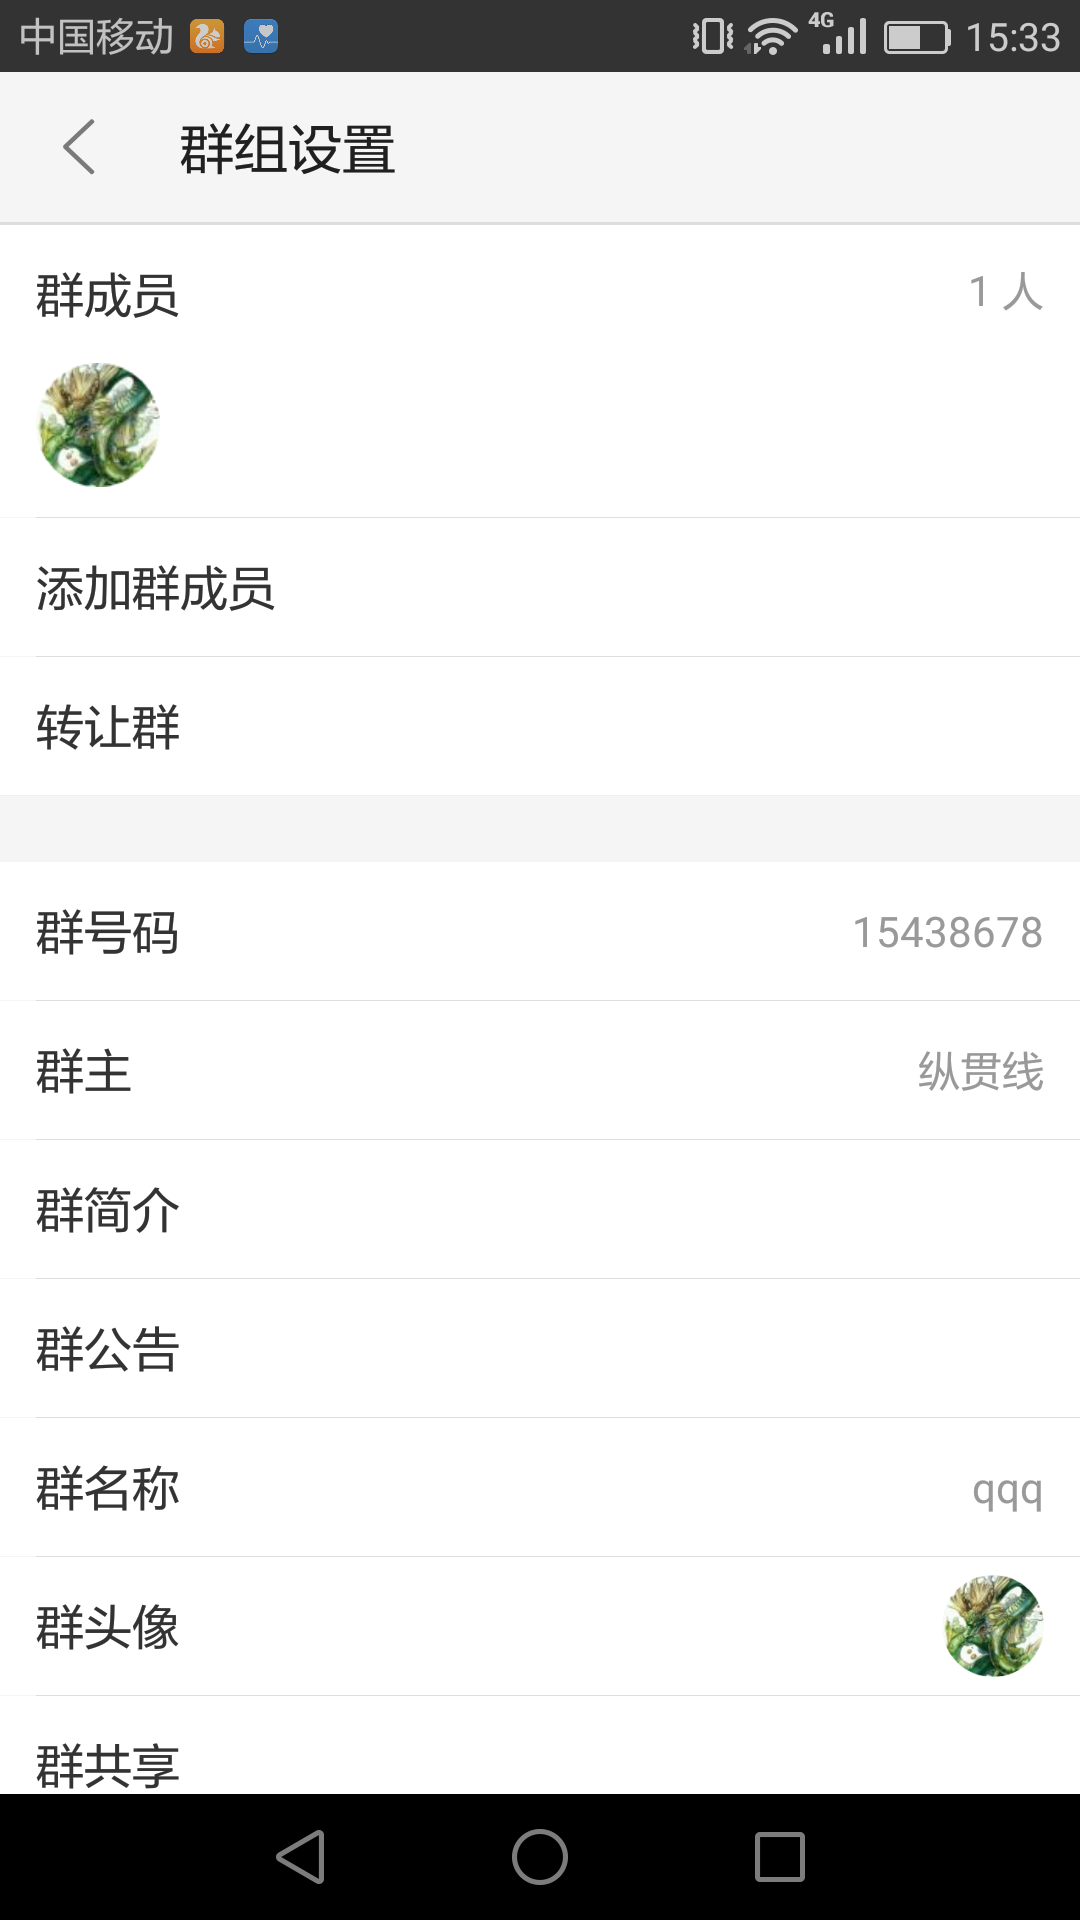 中国移动 4G 15:33
群组设置
群成员 1 人
添加群成员
转让群
群号码 15438678
群主 纵贯线
群简介
群公告
群名称 qqq
群头像
群共享